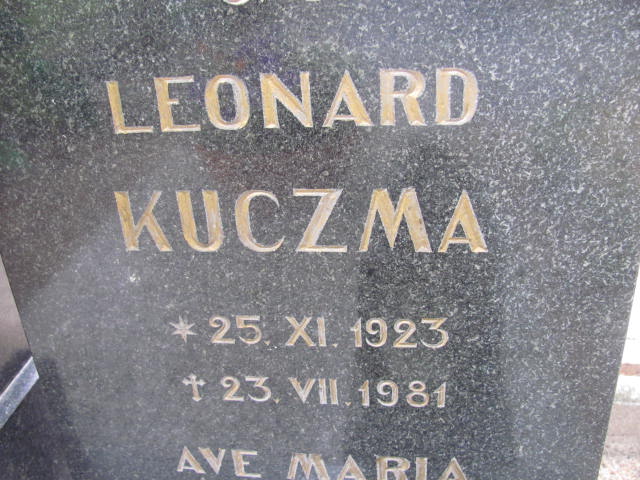 LEONARD
KUCZMA
* 25. XI. 1923
† 23. VII. 1981
AVE MARIA